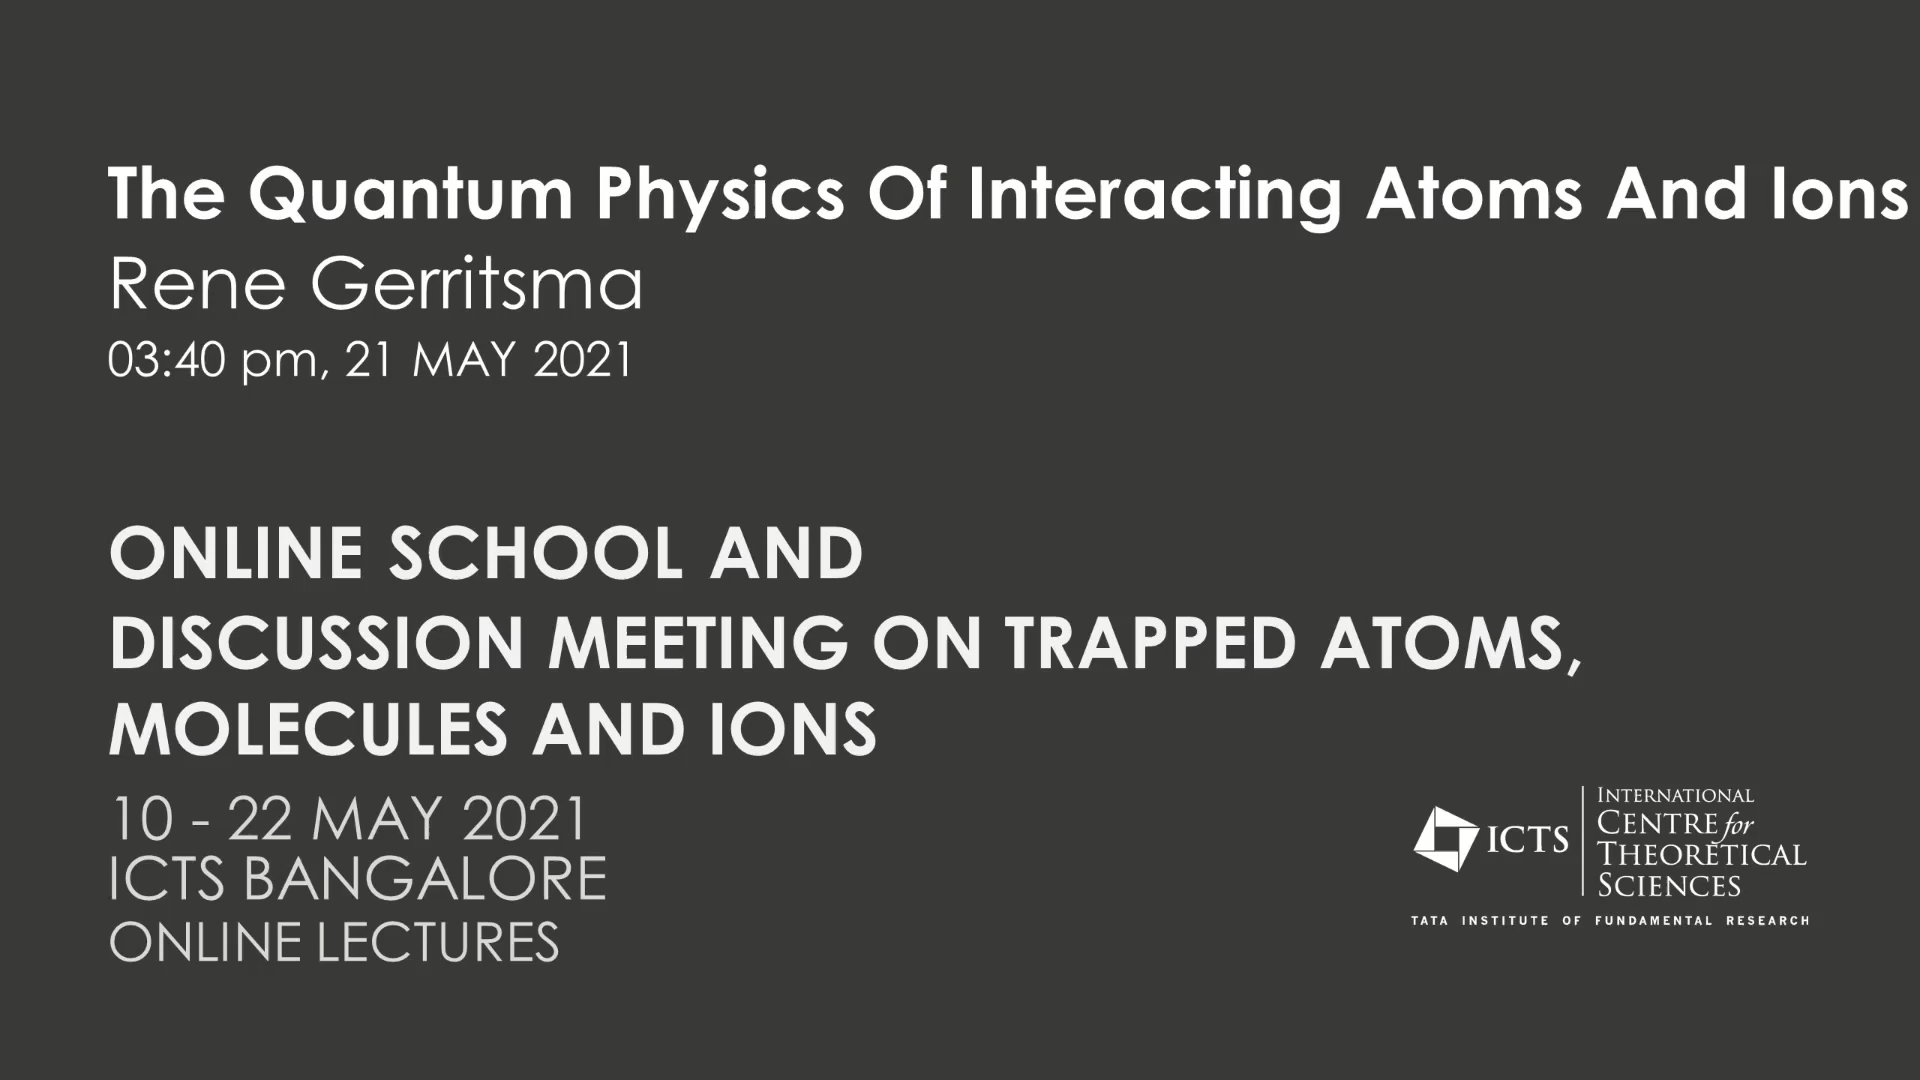 The Quantum Physics Of Interacting Atoms And Ions
Rene Gerritsma
03:40 pm, 21 MAY 2021
ONLINE SCHOOL AND
DISCUSSION MEETING ON TRAPPED ATOMS,
MOLECULES AND IONS
10 - 22 MAY 2021
ICTS BANGALORE
ONLINE LECTURES
ICTS
INTERNATIONAL
CENTRE for
THEORETICAL
SCIENCES
TATA INSTITUTE OF FUNDAMENTAL RESEARCH